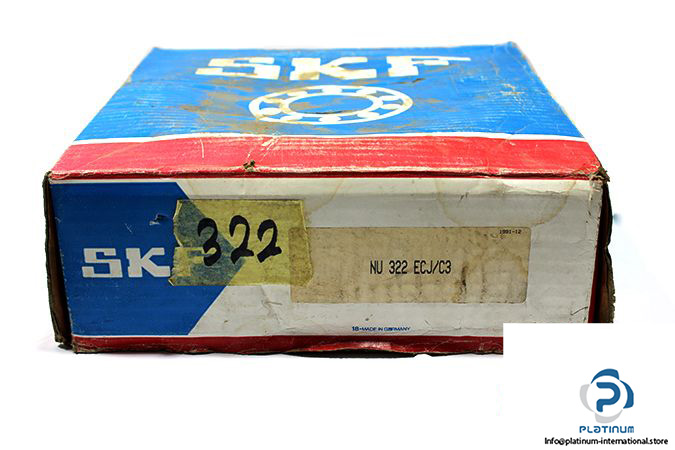 SKF
SKF
322
1991-12
NU 322 ECJ/C3
18-MADE IN GERMANY
PLATINUM
Info@platinum-international.store